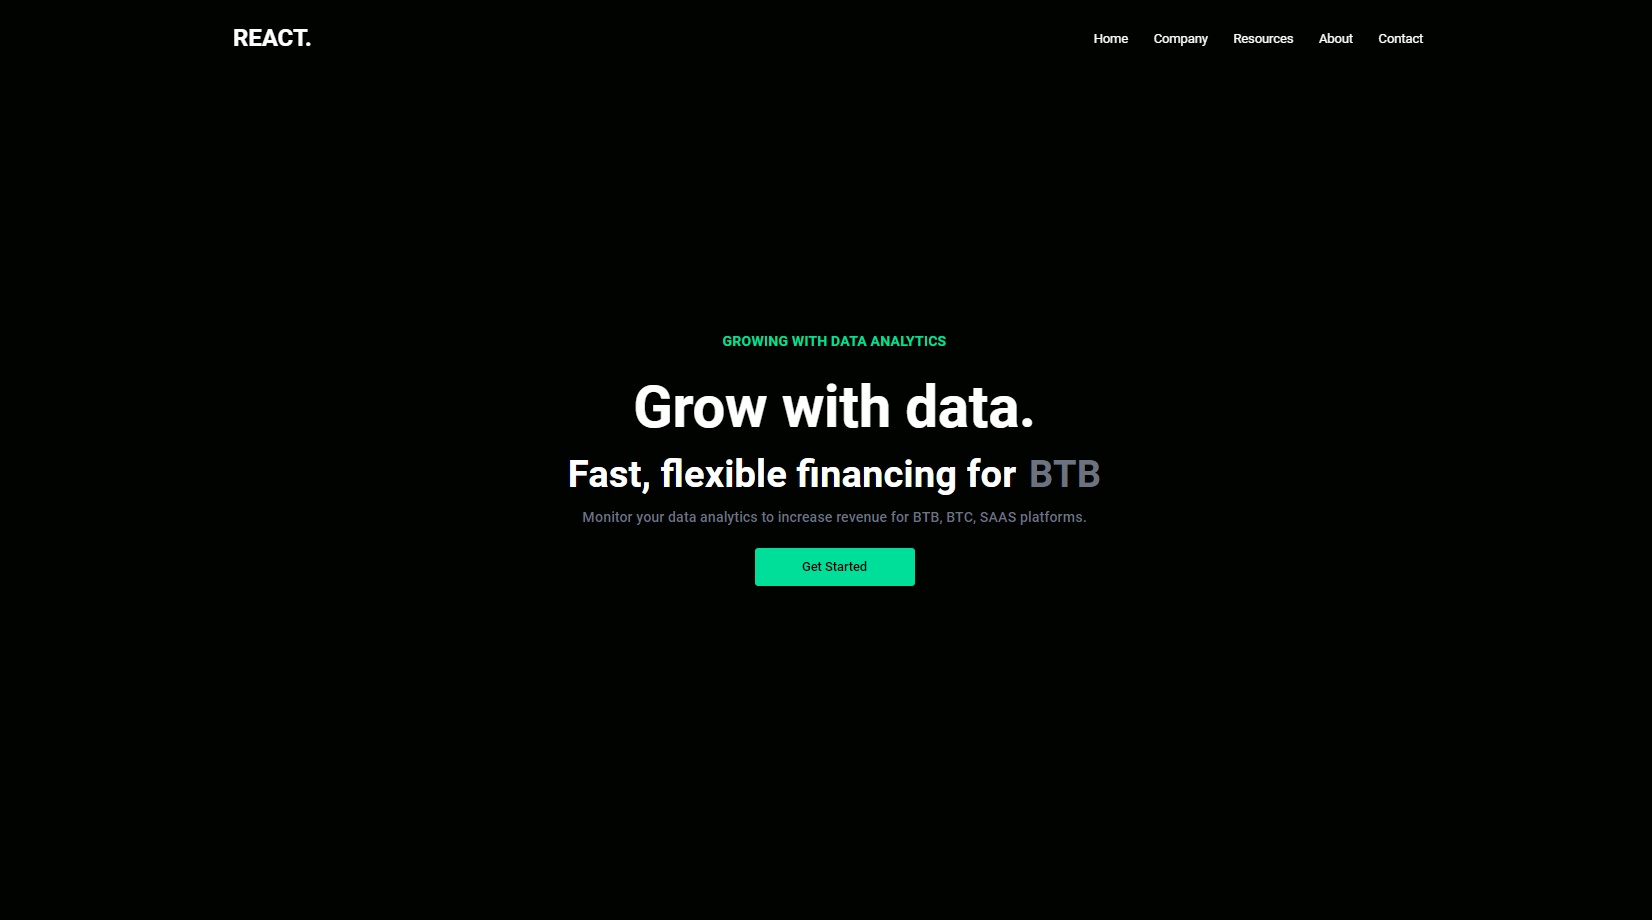 REACT.
Home Company Resources About Contact
GROWING WITH DATA ANALYTICS
Grow with data.
Fast, flexible financing for BTB
Monitor your data analytics to increase revenue for BTB, BTC, SAAS platforms.
Get Started